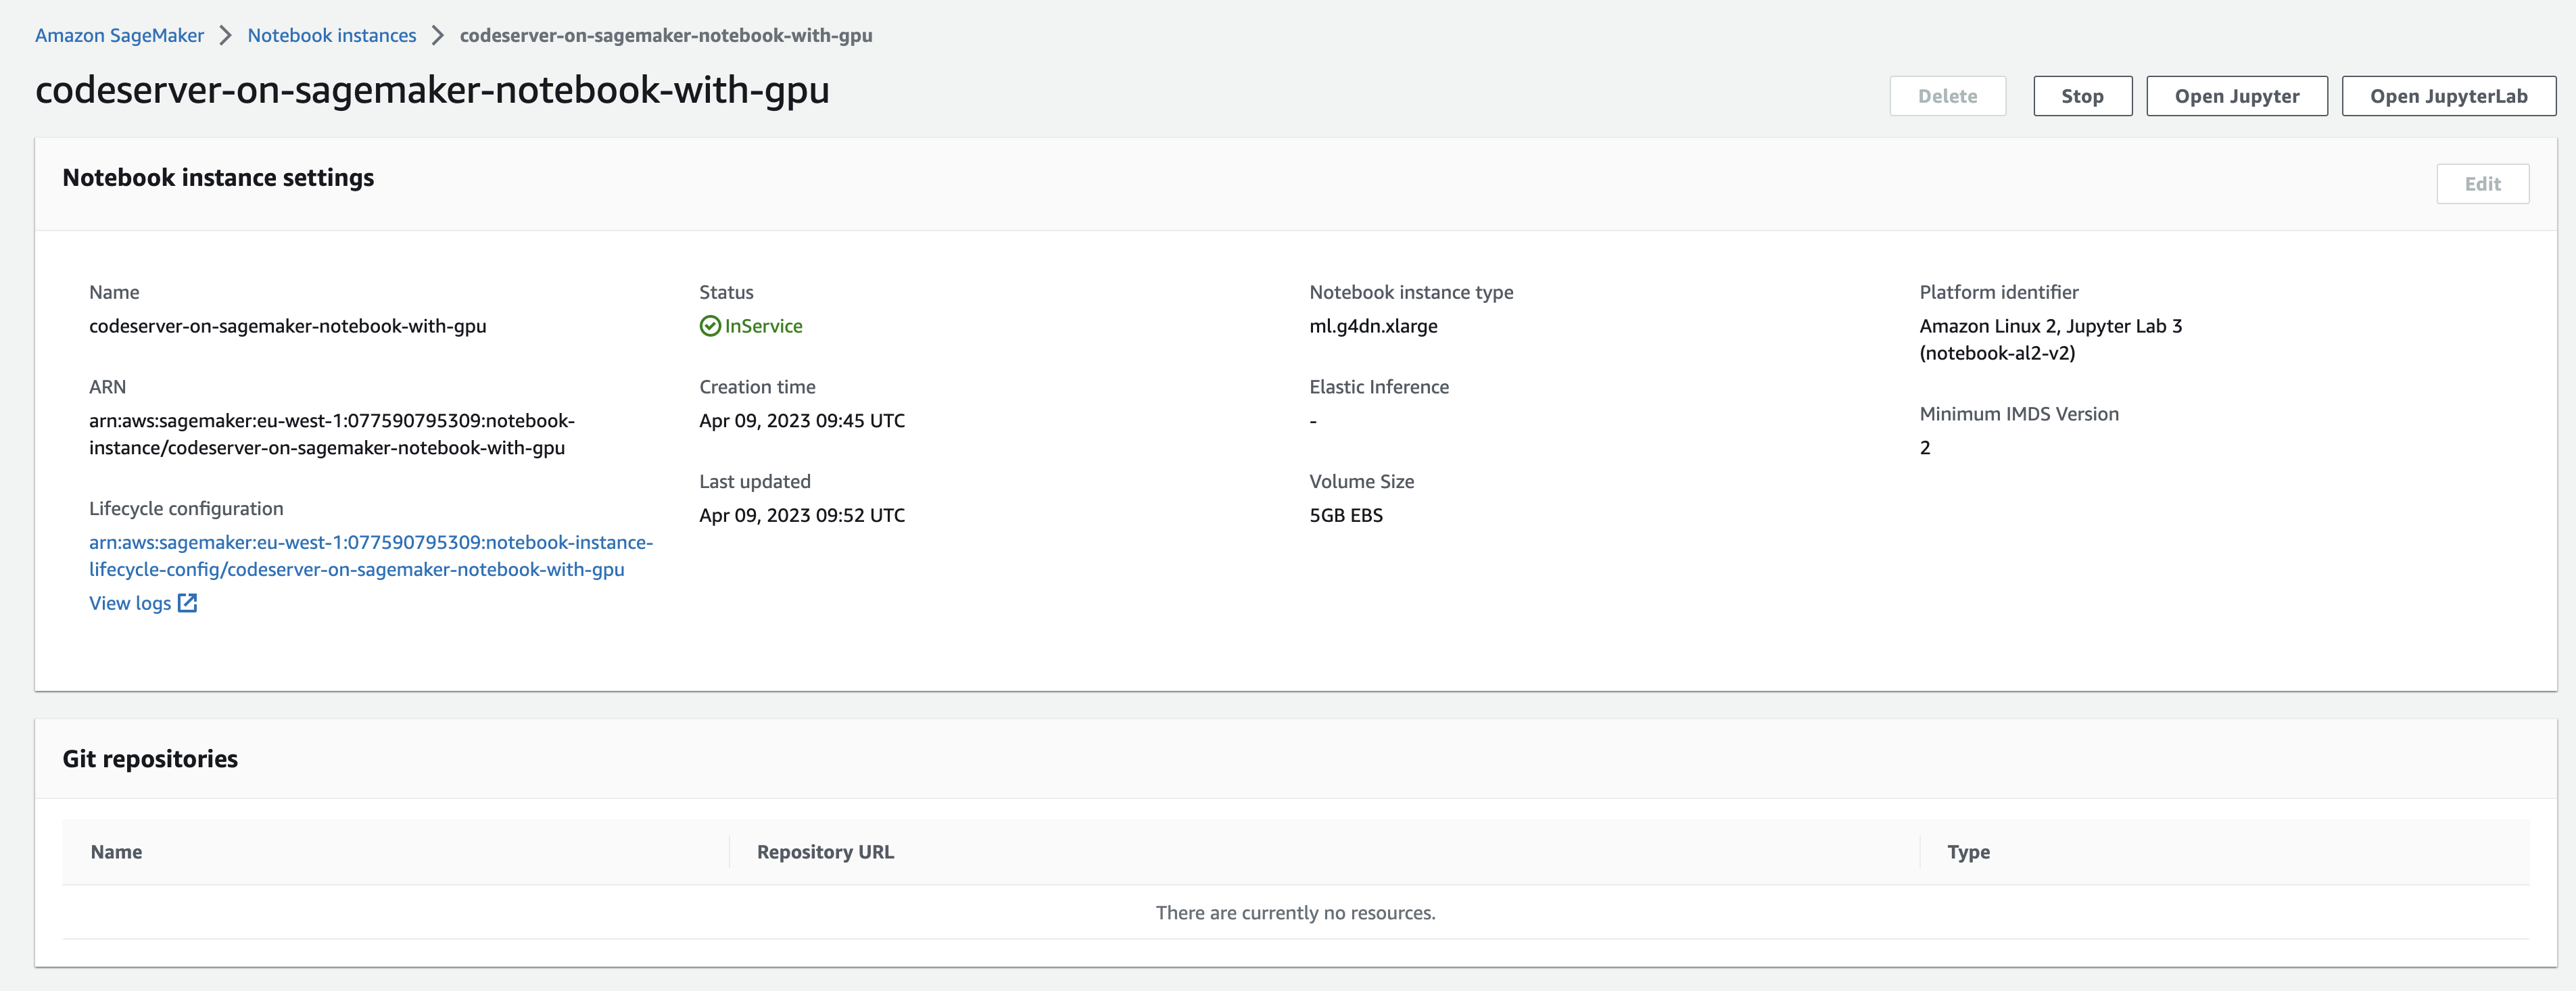 Amazon SageMaker > Notebook instances > codeserver-on-sagemaker-notebook-with-gpu
codeserver-on-sagemaker-notebook-with-gpu
Delete
Stop
Open Jupyter
Open JupyterLab
Notebook instance settings
Edit
Name
codeserver-on-sagemaker-notebook-with-gpu
ARN
arn:aws:sagemaker:eu-west-1:077590795309:notebook-
instance/codeserver-on-sagemaker-notebook-with-gpu
Lifecycle configuration
arn:aws:sagemaker:eu-west-1:077590795309:notebook-instance-
lifecycle-config/codeserver-on-sagemaker-notebook-with-gpu
View logs
Status
InService
Creation time
Apr 09, 2023 09:45 UTC
Last updated
Apr 09, 2023 09:52 UTC
Notebook instance type
ml.g4dn.xlarge
Elastic Inference
-
Volume Size
5GB EBS
Platform identifier
Amazon Linux 2, Jupyter Lab 3
(notebook-al2-v2)
Minimum IMDS Version
2
Git repositories
Name
Repository URL
Type
There are currently no resources.